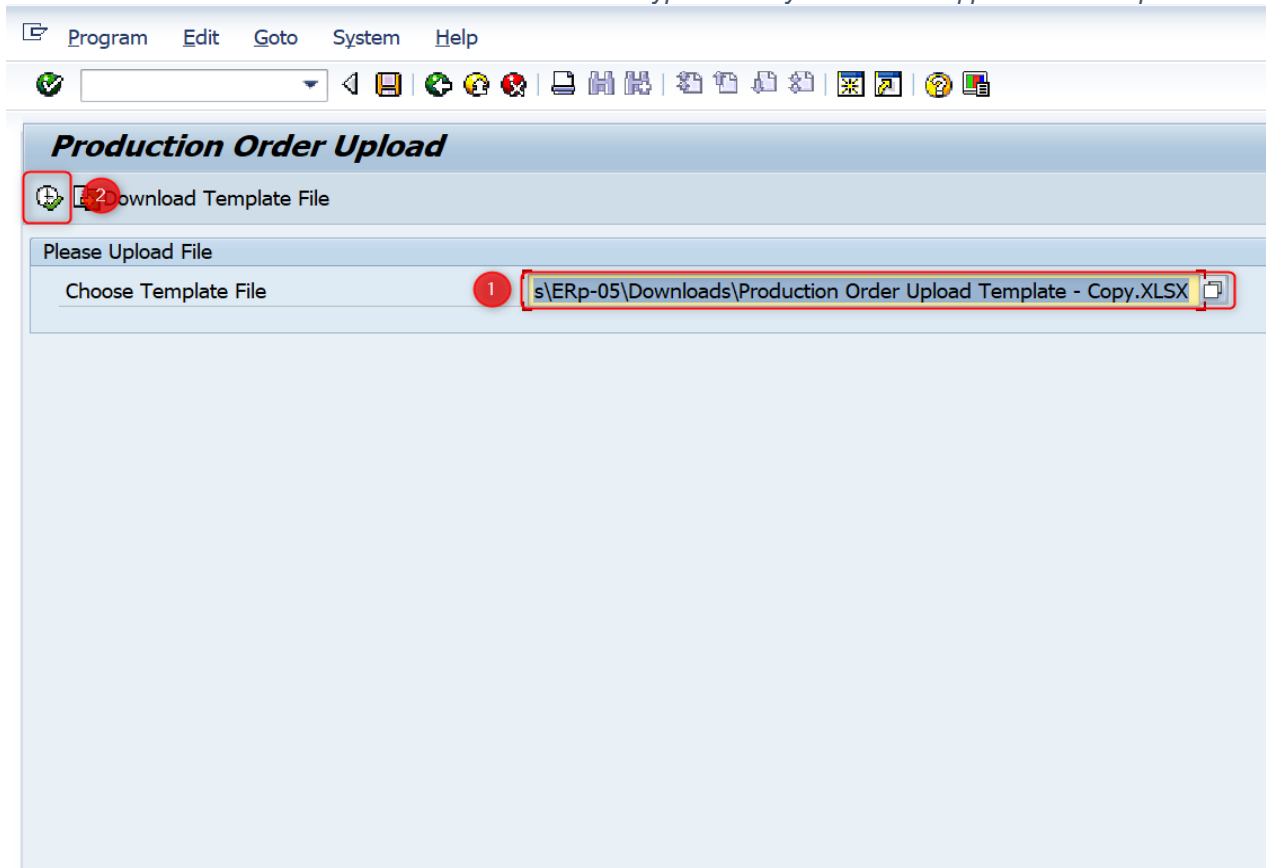 Program Edit Goto System Help
Production Order Upload
2 Download Template File
Please Upload File
Choose Template File 1 s\ERp-05\Downloads\Production Order Upload Template - Copy.XLSX